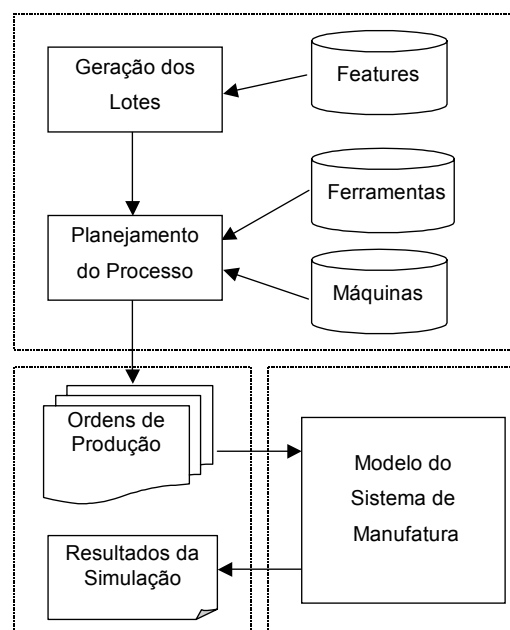 Geração dos
Lotes
Features
Planejamento
do Processo
Ferramentas
Máquinas
Ordens de
Produção
Modelo do
Sistema de
Manufatura
Resultados da
Simulação